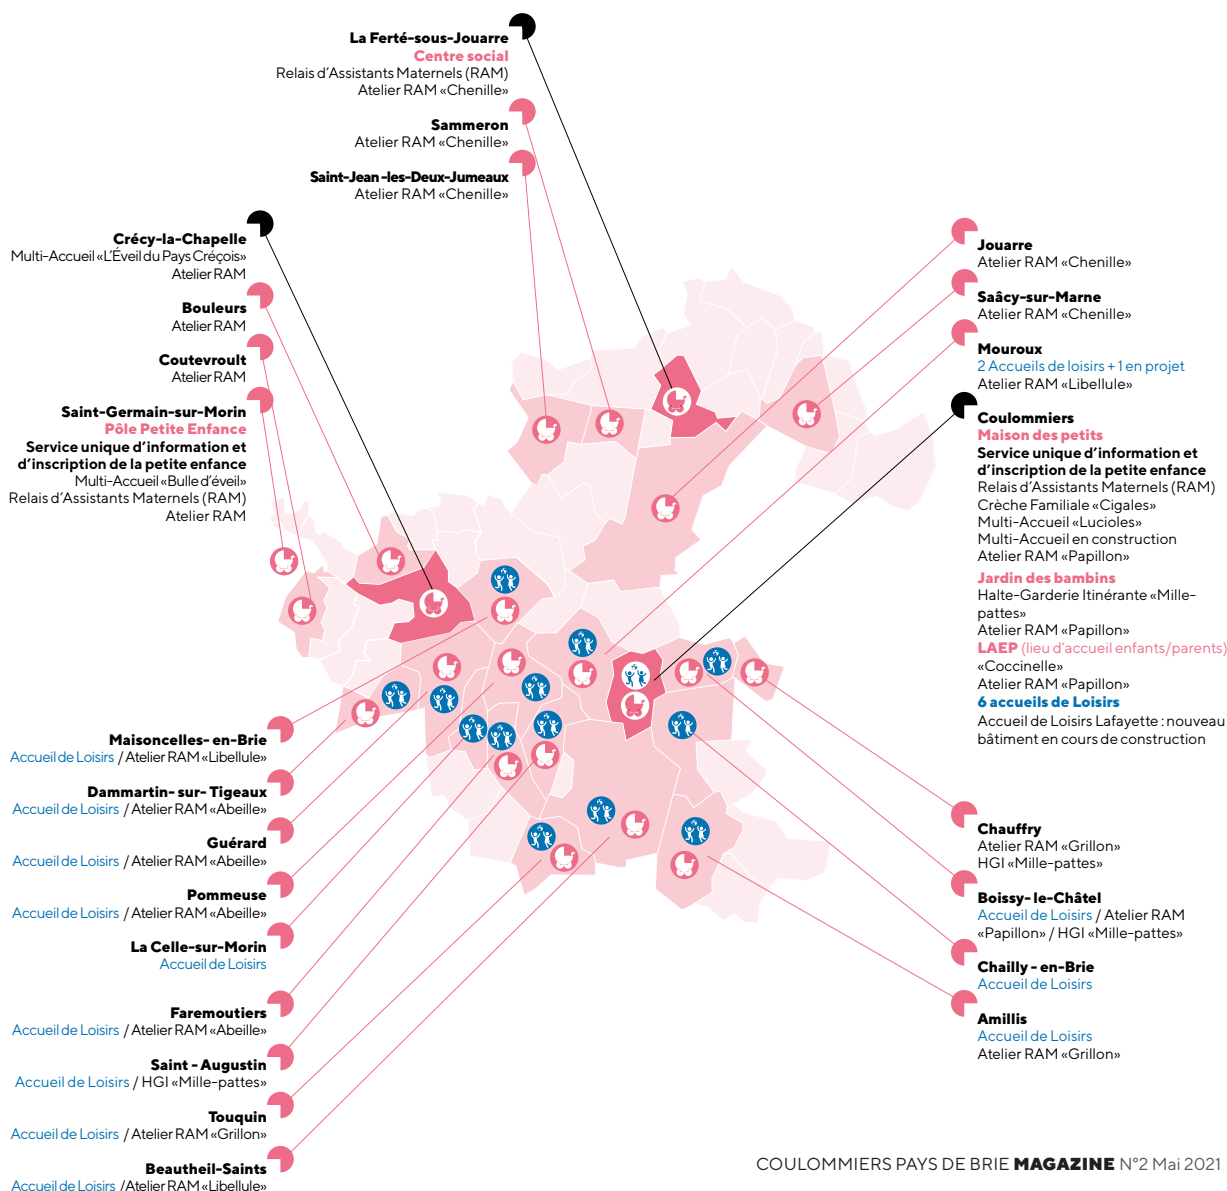 La Ferté-sous-Jouarre
Centre social
Relais d'Assistants Maternels (RAM)
Atelier RAM «Chenille»
Sammeron
Atelier RAM «Chenille»
Saint-Jean-les-Deux-Jumeaux
Atelier RAM «Chenille»
Crécy-la-Chapelle
Multi-Accueil «L'Éveil du Pays Créçois»
Atelier RAM
Bouleurs
Atelier RAM
Coutevroult
Atelier RAM
Saint-Germain-sur-Morin
Pôle Petite Enfance
Service unique d'information et
d'inscription de la petite enfance
Multi-Accueil «Bulle d'éveil»
Relais d'Assistants Maternels (RAM)
Atelier RAM
Maisoncelles-en-Brie
Accueil de Loisirs / Atelier RAM «Libellule»
Dammartin-sur-Tigeaux
Accueil de Loisirs / Atelier RAM «Abeille»
Guérard
Accueil de Loisirs / Atelier RAM «Abeille»
Pommeuse
Accueil de Loisirs / Atelier RAM «Abeille»
La Celle-sur-Morin
Accueil de Loisirs
Faremoutiers
Accueil de Loisirs / Atelier RAM «Abeille»
Saint-Augustin
Accueil de Loisirs / HGI «Mille-pattes»
Touquin
Accueil de Loisirs / Atelier RAM «Grillon»
Beautheil-Saints
Accueil de Loisirs / Atelier RAM «Libellule»
Jouarre
Atelier RAM «Chenille»
Saâcy-sur-Marne
Atelier RAM «Chenille»
Mouroux
2 Accueils de loisirs + 1 en projet
Atelier RAM «Libellule»
Coulommiers
Maison des petits
Service unique d'information et
d'inscription de la petite enfance
Relais d'Assistants Maternels (RAM)
Crèche Familiale «Cigales»
Multi-Accueil «Lucioles»
Multi-Accueil en construction
Atelier RAM «Papillon»
Jardin des bambins
Halte-Garderie Itinérante «Mille-
pattes»
Atelier RAM «Papillon»
LAEP (lieu d'accueil enfants/parents)
«Coccinelle»
Atelier RAM «Papillon»
6 accueils de Loisirs
Accueil de Loisirs Lafayette : nouveau
bâtiment en cours de construction
Chauffry
Atelier RAM «Grillon»
HGI «Mille-pattes»
Boissy-le-Châtel
Accueil de Loisirs / Atelier RAM
«Papillon» / HGI «Mille-pattes»
Chailly-en-Brie
Accueil de Loisirs
Amillis
Accueil de Loisirs
Atelier RAM «Grillon»
COULOMMIERS PAYS DE BRIE MAGAZINE N°2 Mai 2021